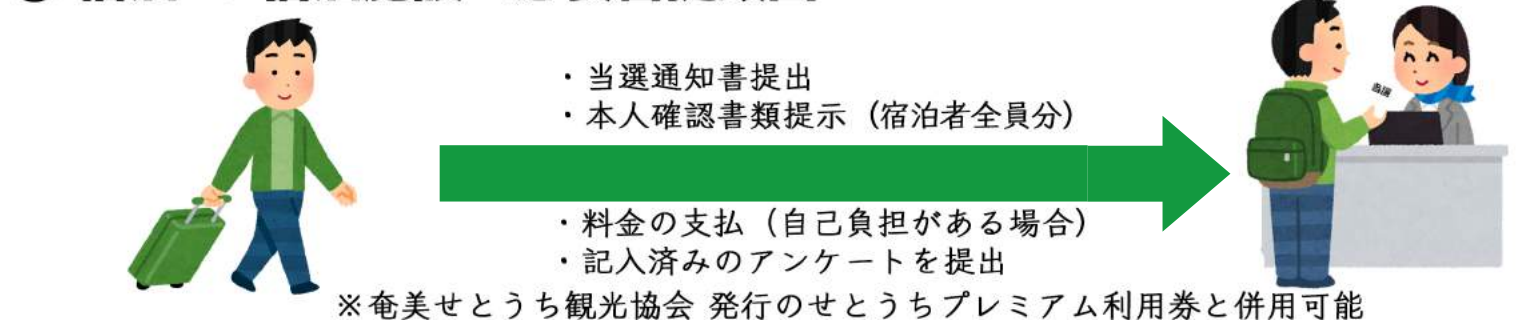 ・当選通知書提出
・本人確認書類提示（宿泊者全員分）
当選
・料金の支払（自己負担がある場合）
・記入済みのアンケートを提出
※奄美せとうち観光協会 発行のせとうちプレミアム利用券と併用可能